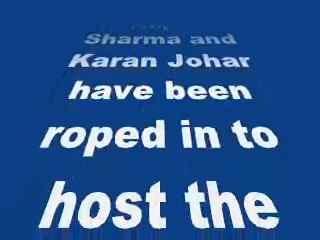 Sharma and
Karan Johar
have been
roped in to
host the